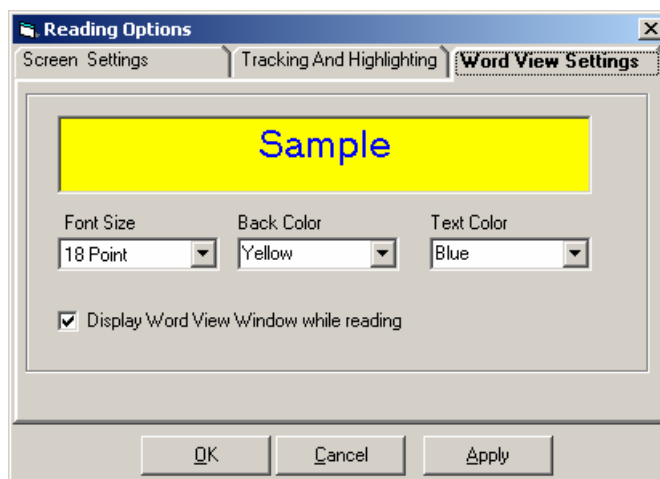 Reading Options
Screen Settings Tracking And Highlighting Word View Settings
Sample
Font Size Back Color Text Color
18 Point Yellow Blue
Display Word View Window while reading
OK Cancel Apply